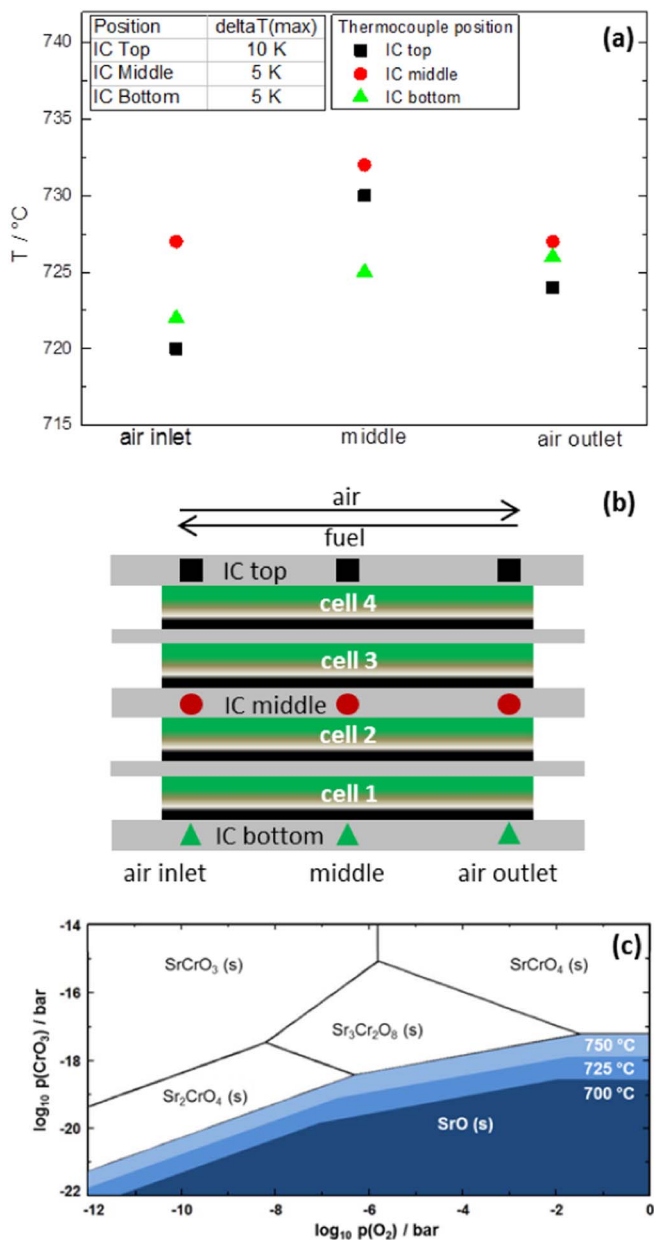 Position deltaT(max)
IC Top 10 K
IC Middle 5 K
IC Bottom 5 K
Thermocouple position
IC top
IC middle
IC bottom
(a)
740
735
730
725
720
715
T / °C
air inlet middle air outlet
(b)
air
fuel
IC top
cell 4
cell 3
IC middle
cell 2
cell 1
IC bottom
air inlet middle air outlet
(c)
-14
-16
-18
-20
-22
log₁₀ p(CrO₃) / bar
SrCrO₃ (s) SrCrO₄ (s)
Sr₃Cr₂O₈ (s)
Sr₂CrO₄ (s)
750 °C
725 °C
700 °C
SrO (s)
-12 -10 -8 -6 -4 -2 0
log₁₀ p(O₂) / bar